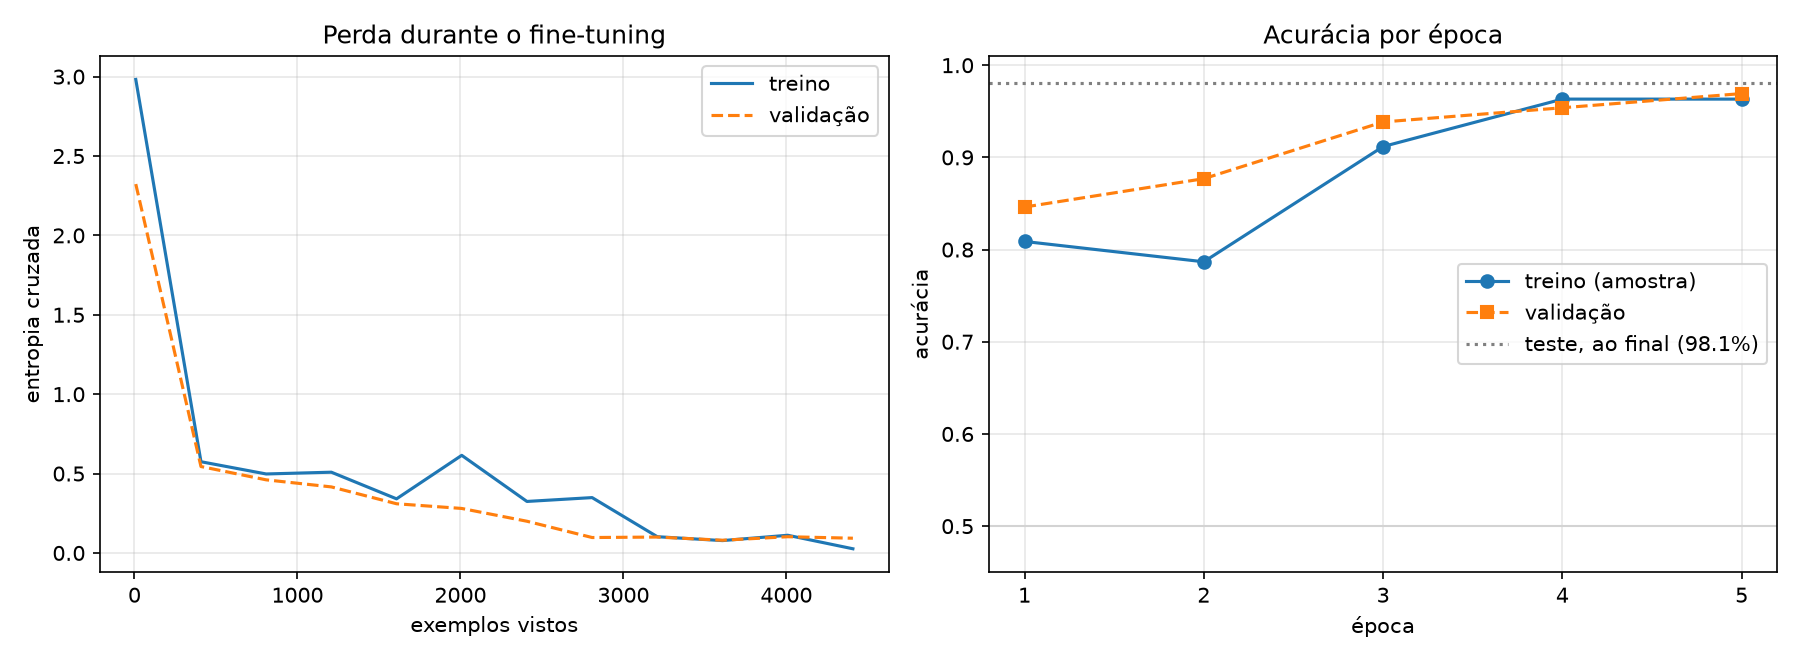 Perda durante o fine-tuning
entropia cruzada
3.0
2.5
2.0
1.5
1.0
0.5
0.0
treino
validação
0
1000
2000
3000
4000
exemplos vistos
Acurácia por época
acurácia
1.0
0.9
0.8
0.7
0.6
0.5
treino (amostra)
validação
teste, ao final (98.1%)
1
2
3
4
5
época